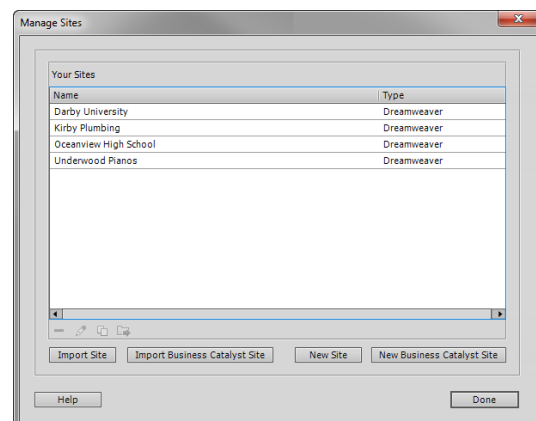 Manage Sites
x
Your Sites
Name Type
Darby University Dreamweaver
Kirby Plumbing Dreamweaver
Oceanview High School Dreamweaver
Underwood Pianos Dreamweaver
Import Site Import Business Catalyst Site New Site New Business Catalyst Site
Help Done